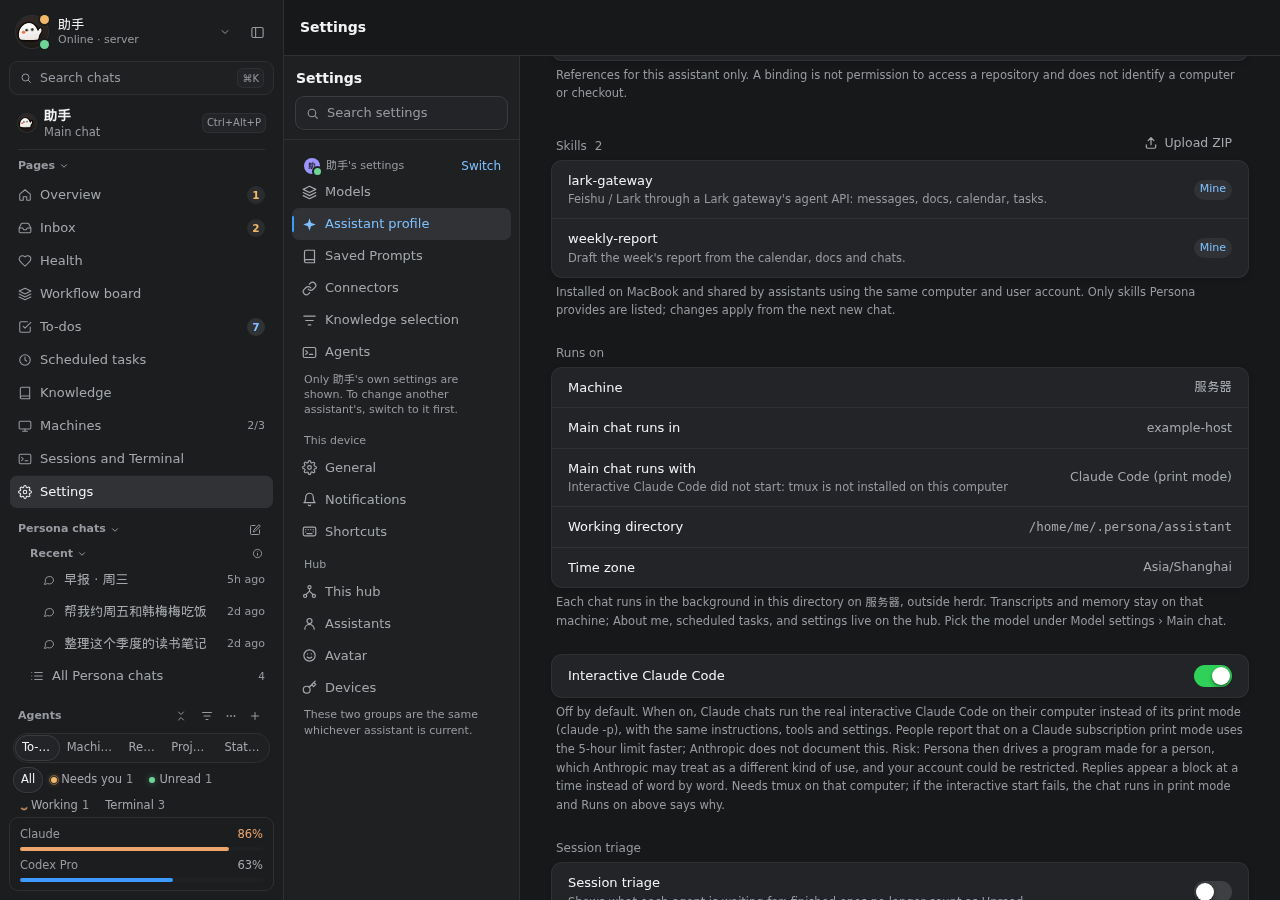 助手
Online · server
Search chats
⌘K
助手
Main chat
Ctrl+Alt+P
Pages
Overview
1
Inbox
2
Health
Workflow board
To-dos
7
Scheduled tasks
Knowledge
Machines
2/3
Sessions and Terminal
Settings
Persona chats
Recent
早报 · 周三
5h ago
帮我约周五和韩梅梅吃饭
2d ago
整理这个季度的读书笔记
2d ago
All Persona chats
4
Agents
To-...
Machi...
Re...
Proj...
Stat...
All
Needs you 1
Unread 1
Working 1
Terminal 3
Claude
86%
Codex Pro
63%
Settings
Settings
Search settings
助手's settings
Switch
Models
Assistant profile
Saved Prompts
Connectors
Knowledge selection
Agents
Only 助手's own settings are
shown. To change another
assistant's, switch to it first.
This device
General
Notifications
Shortcuts
Hub
This hub
Assistants
Avatar
Devices
These two groups are the same
whichever assistant is current.
References for this assistant only. A binding is not permission to access a repository and does not identify a computer
or checkout.
Skills 2
Upload ZIP
lark-gateway
Feishu / Lark through a Lark gateway's agent API: messages, docs, calendar, tasks.
Mine
weekly-report
Draft the week's report from the calendar, docs and chats.
Mine
Installed on MacBook and shared by assistants using the same computer and user account. Only skills Persona
provides are listed; changes apply from the next new chat.
Runs on
Machine
服务器
Main chat runs in
example-host
Main chat runs with
Interactive Claude Code did not start: tmux is not installed on this computer
Claude Code (print mode)
Working directory
/home/me/.persona/assistant
Time zone
Asia/Shanghai
Each chat runs in the background in this directory on 服务器, outside herdr. Transcripts and memory stay on that
machine; About me, scheduled tasks, and settings live on the hub. Pick the model under Model settings › Main chat.
Interactive Claude Code
Off by default. When on, Claude chats run the real interactive Claude Code on their computer instead of its print mode
(claude -p), with the same instructions, tools and settings. People report that on a Claude subscription print mode uses
the 5-hour limit faster; Anthropic does not document this. Risk: Persona then drives a program made for a person,
which Anthropic may treat as a different kind of use, and your account could be restricted. Replies appear a block at a
time instead of word by word. Needs tmux on that computer; if the interactive start fails, the chat runs in print mode
and Runs on above says why.
Session triage
Session triage